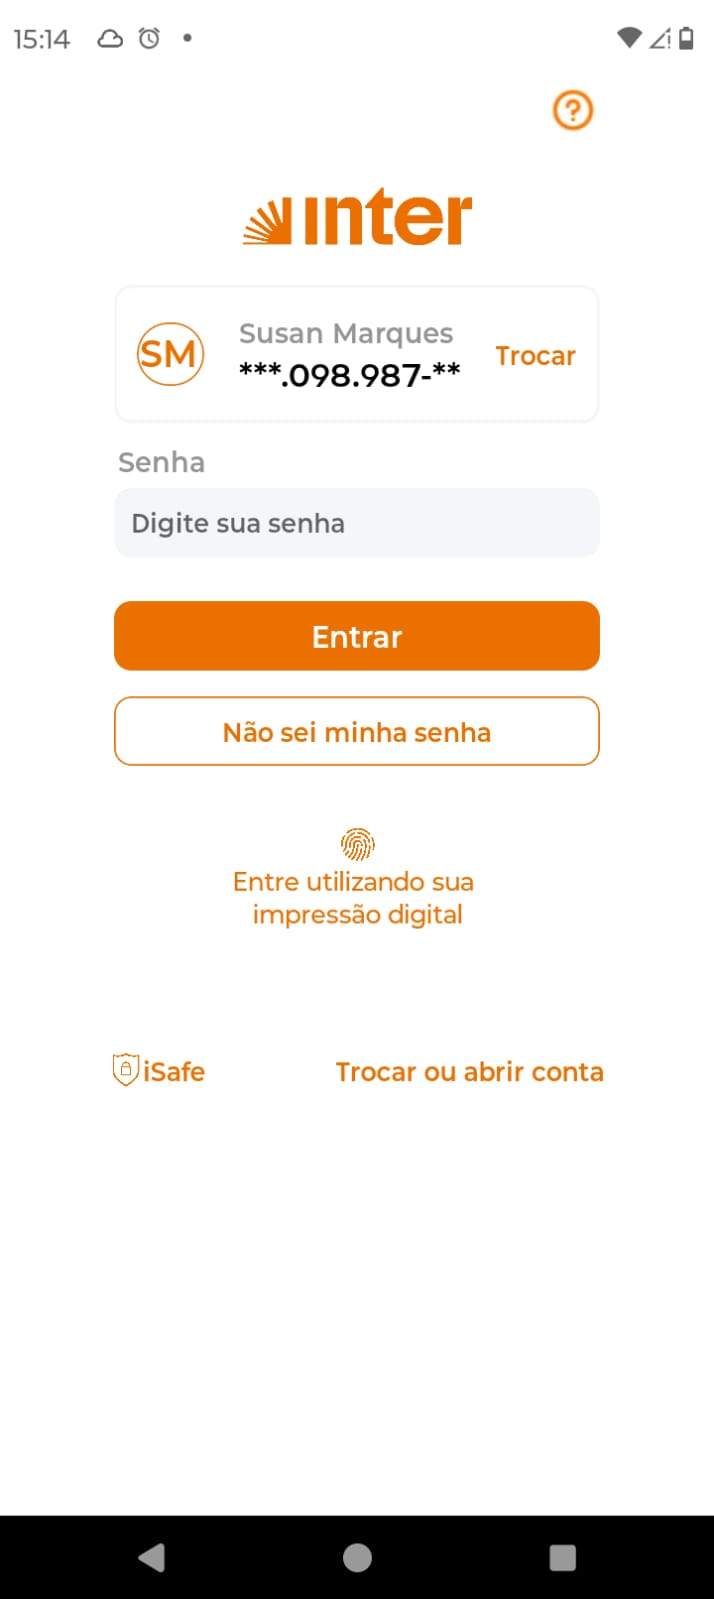 15:14
?
inter
SM
Susan Marques
***.098.987-**
Trocar
Senha
Digite sua senha
Entrar
Não sei minha senha
Entre utilizando sua
impressão digital
iSafe
Trocar ou abrir conta